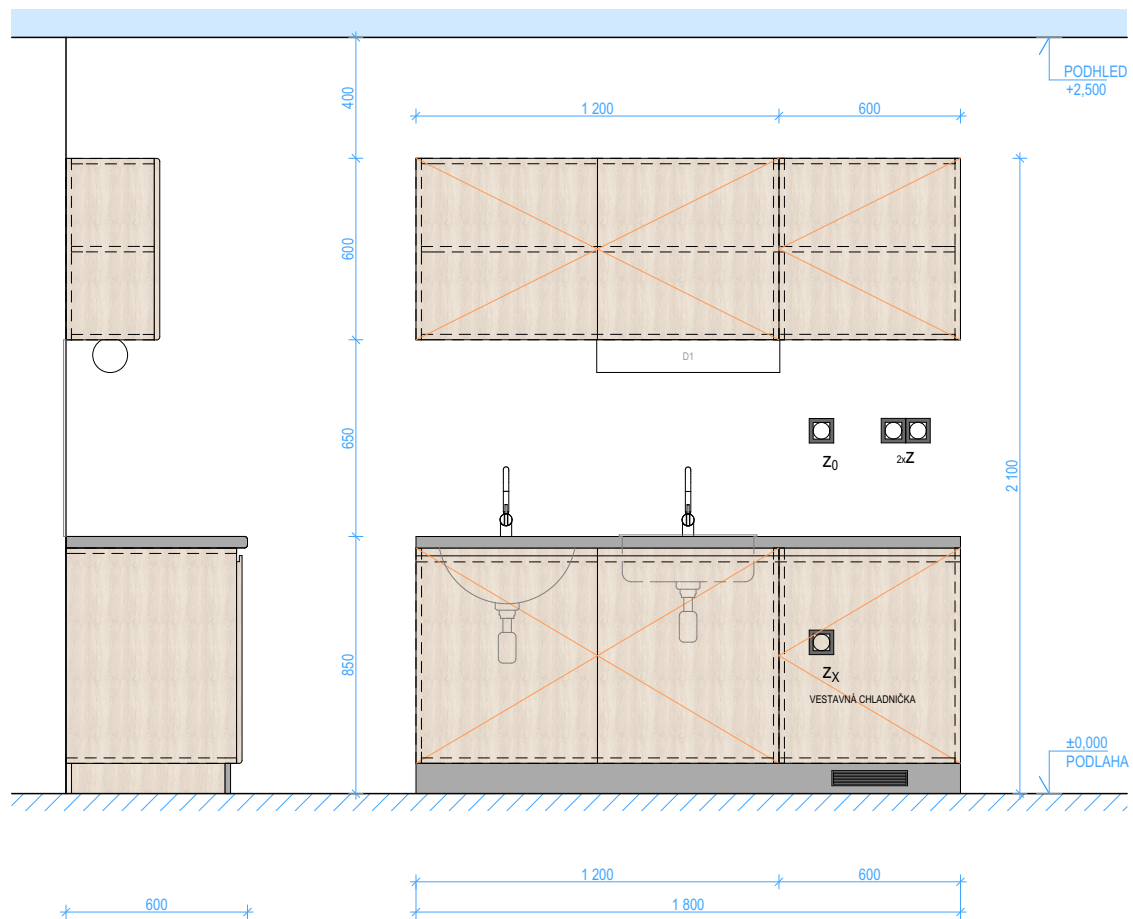 PODHLED
+2,500
400
1 200
600
600
D1
650
2 100
Z0
2xZ
850
ZX
VESTAVNÁ CHLADNIČKA
±0,000
PODLAHA
1 200
600
600
1 800